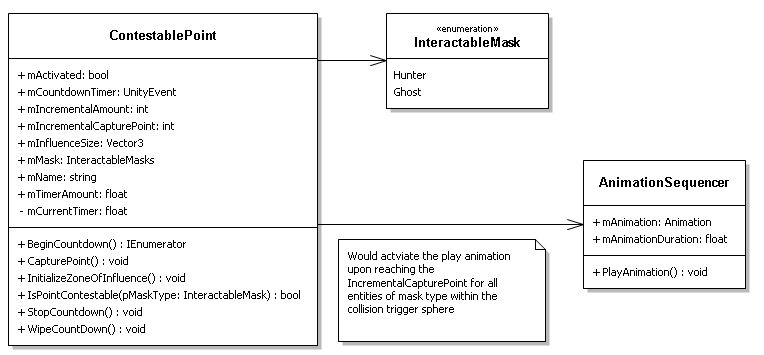 ContestablePoint
+ mActivated: bool
+ mCountdownTimer: UnityEvent
+ mIncrementalAmount: int
+ mIncrementalCapturePoint: int
+ mInfluenceSize: Vector3
+ mMask: InteractableMasks
+ mName: string
+ mTimerAmount: float
- mCurrentTimer: float
+ BeginCountdown() : IEnumerator
+ CapturePoint() : void
+ InitializeZoneOfInfluence() : void
+ IsPointContestable(pMaskType: InteractableMask) : bool
+ StopCountdown() : void
+ WipeCountDown() : void
«enumeration»
InteractableMask
Hunter
Ghost
AnimationSequencer
+ mAnimation: Animation
+ mAnimationDuration: float
+ PlayAnimation() : void
Would actviate the play animation
upon reaching the
IncrementalCapturePoint for all
entities of mask type within the
collision trigger sphere